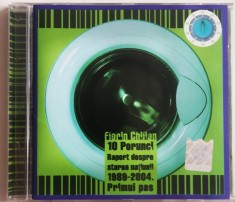 Florin Chilian
10 Porunci
Raport despre
starea națiunii
1989-2004.
Primul pas